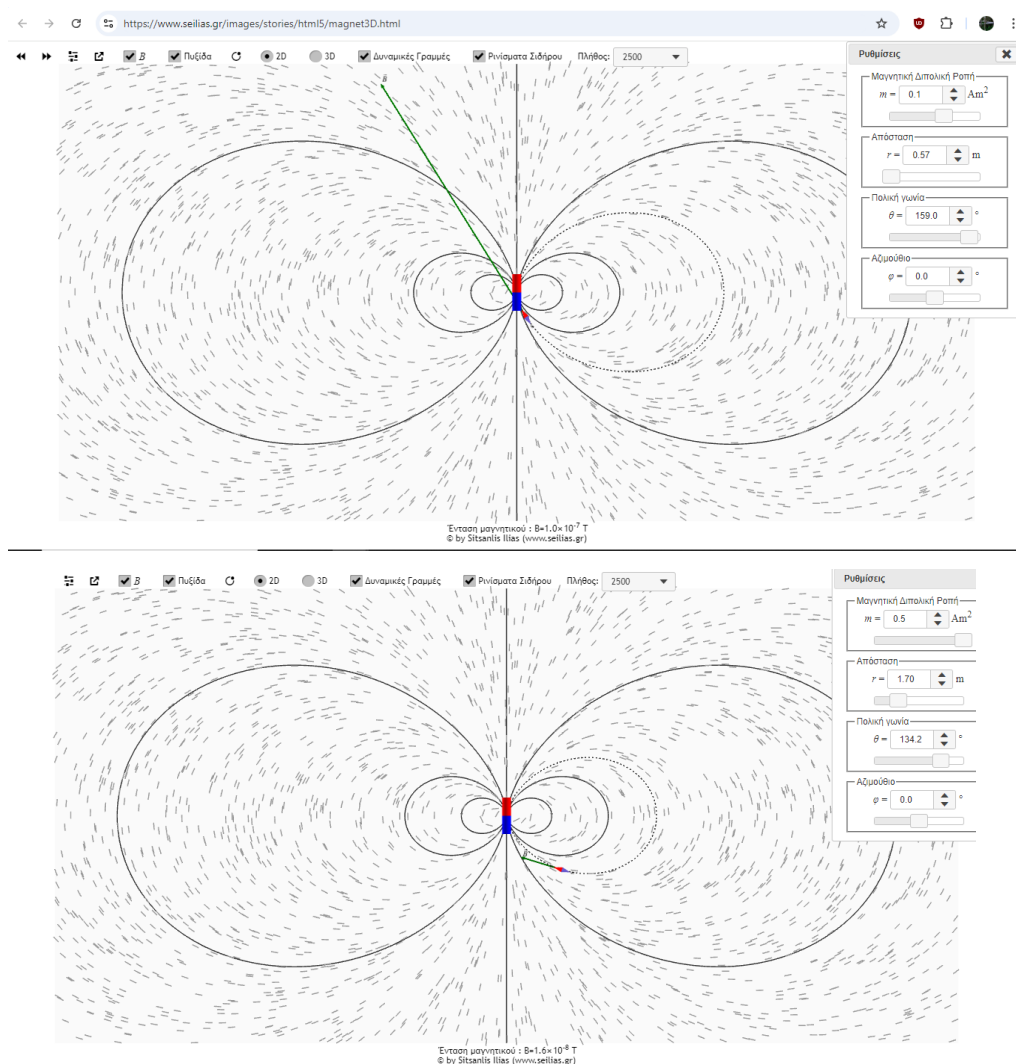 https://www.seilias.gr/images/stories/html5/magnet3D.html
B Πυξίδα 2D 3D Δυναμικές Γραμμές Ρινίσματα Σιδήρου Πλήθος: 2500
Ρυθμίσεις
Μαγνητική Διπολική Ροπή
m = 0.1 Am²
Απόσταση
r = 0.57 m
Πολική γωνία
θ = 159.0 °
Αζιμούθιο
φ = 0.0 °
B
Ένταση μαγνητικού : B=1.0×10⁻⁷ T
© by Sitsanlis Ilias (www.seilias.gr)
B Πυξίδα 2D 3D Δυναμικές Γραμμές Ρινίσματα Σιδήρου Πλήθος: 2500
Ρυθμίσεις
Μαγνητική Διπολική Ροπή
m = 0.5 Am²
Απόσταση
r = 1.70 m
Πολική γωνία
θ = 134.2 °
Αζιμούθιο
φ = 0.0 °
B
Ένταση μαγνητικού : B=1.6×10⁻⁸ T
© by Sitsanlis Ilias (www.seilias.gr)